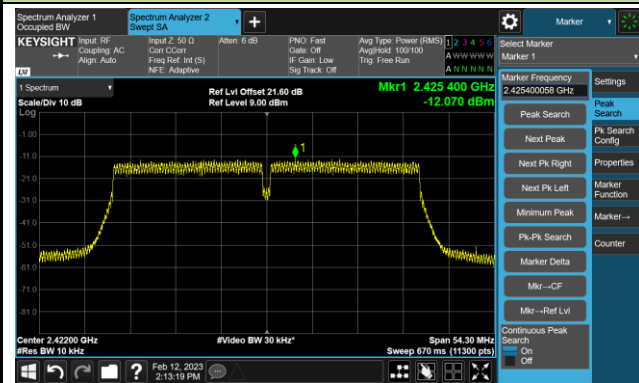 Spectrum Analyzer 1
Occupied BW
Spectrum Analyzer 2
Swept SA
+
Marker
KEYSIGHT
Input: RF
Coupling: AC
Align: Auto
Input Z: 50 Ω
Corr CCorr
Freq Ref: Int (S)
NFE: Adaptive
Atten: 6 dB
PNO: Fast
Gate: Off
IF Gain: Low
Sig Track: Off
Avg Type: Power (RMS)
Avg|Hold: 100/100
Trig: Free Run
1 2 3 4 5 6
A W W W W W
A N N N N N
LXI
Select Marker
Marker 1
1 Spectrum
Scale/Div 10 dB
Log
Ref Lvl Offset 21.60 dB
Ref Level 9.00 dBm
Mkr1 2.425 400 GHz
-12.070 dBm
Marker Frequency
2.425400058 GHz
Settings
Peak Search
Next Peak
Next Pk Right
Next Pk Left
Minimum Peak
Pk-Pk Search
Marker Delta
Mkr→CF
Mkr→Ref Lvl
Continuous Peak
Search
On
Off
Peak
Search
Pk Search
Config
Properties
Marker
Function
Marker→
Counter
1
-1.00
-11.0
-21.0
-31.0
-41.0
-51.0
-61.0
-71.0
-81.0
Center 2.42200 GHz
#Res BW 10 kHz
#Video BW 30 kHz*
Span 54.30 MHz
Sweep 670 ms (11300 pts)
?
Feb 12, 2023
2:13:19 PM